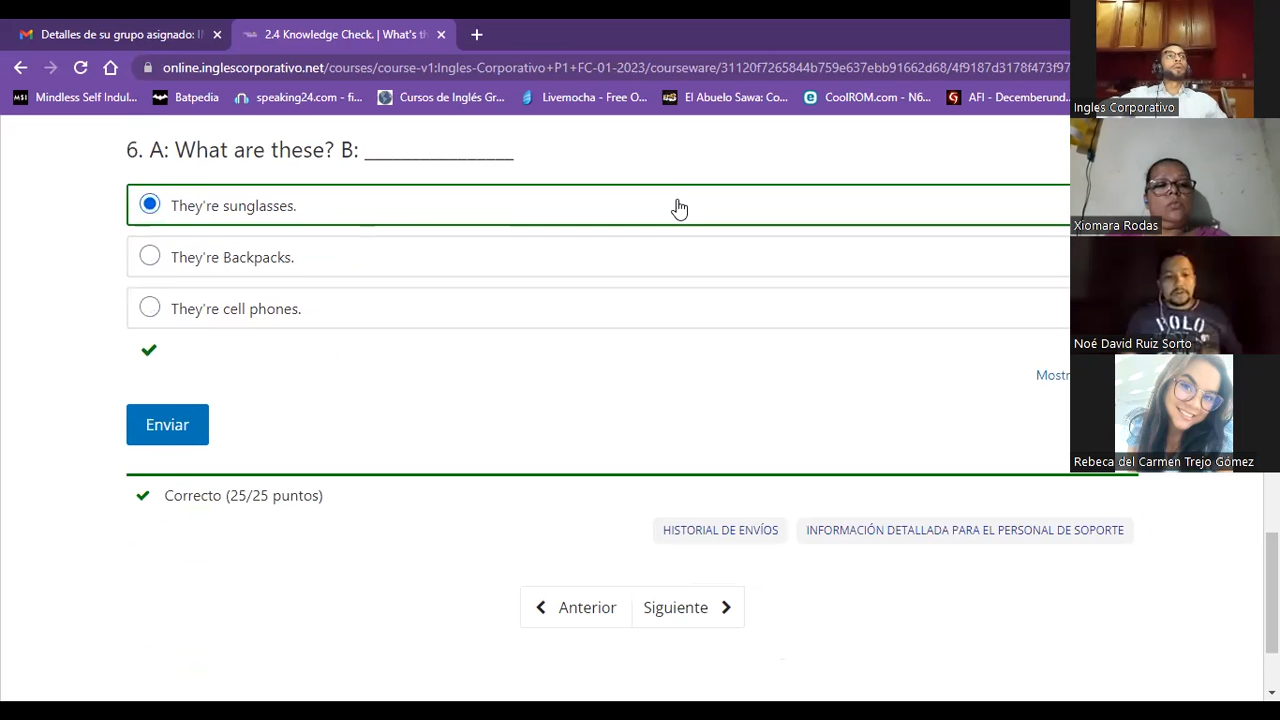 Detalles de su grupo asignado: I
2.4 Knowledge Check. | What's th
online.inglescorporativo.net/courses/course-v1:Ingles-Corporativo+P1+FC-01-2023/courseware/31120f7265844b759e637ebb9162d68/4f9187d3178f473f97
Mindless Self Indul...
Batpedia
speaking24.com - fi...
Cursos de Inglés Gr...
Livemocha - Free O...
El Abuelo Sawa: Co...
CoolROM.com - N6...
AFI - Decemberund...
Ingles Corporativo
Xiomara Rodas
Noé David Ruiz Sorto
Rebeca del Carmen Trejo Gómez
6. A: What are these? B: _______________
They're sunglasses.
They're Backpacks.
They're cell phones.
Mostr
Enviar
Correcto (25/25 puntos)
HISTORIAL DE ENVÍOS
INFORMACIÓN DETALLADA PARA EL PERSONAL DE SOPORTE
Anterior
Siguiente
POLO